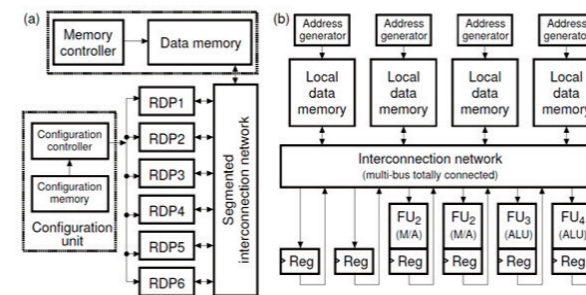 (a)
Memory
controller
Data memory
Configuration
controller
Configuration
memory
Configuration
unit
RDP1
RDP2
RDP3
RDP4
RDP5
RDP6
Segmented
interconnection network
(b)
Address
generator
Address
generator
Address
generator
Address
generator
Local
data
memory
Local
data
memory
Local
data
memory
Local
data
memory
Interconnection network
(multi-bus totally connected)
FU2
(M/A)
FU2
(M/A)
FU3
(ALU)
FU4
(ALU)
Reg
Reg
Reg
Reg
Reg
Reg